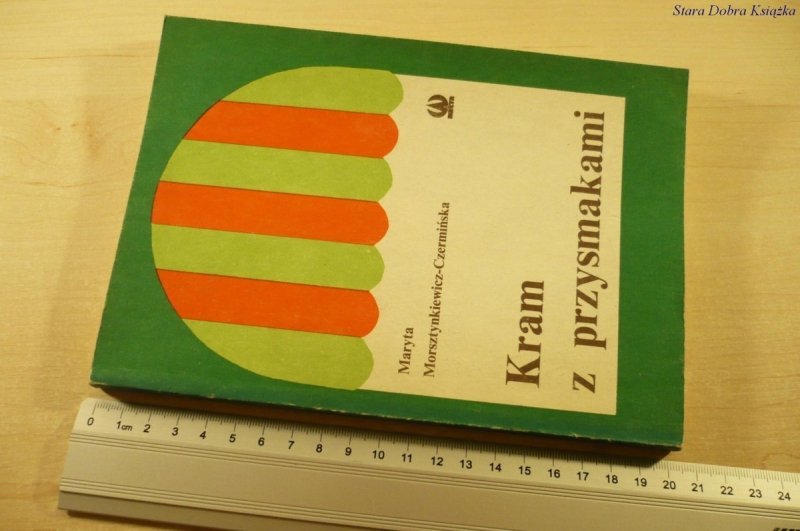 Stara Dobra Książka
Maryta
Morsztynkiewicz-Czermińska
Kram
z przysmakami
0 1cm 2 3 4 5 6 7 8 9 10 11 12 13 14 15 16 17 18 19 20 21 22 23 24